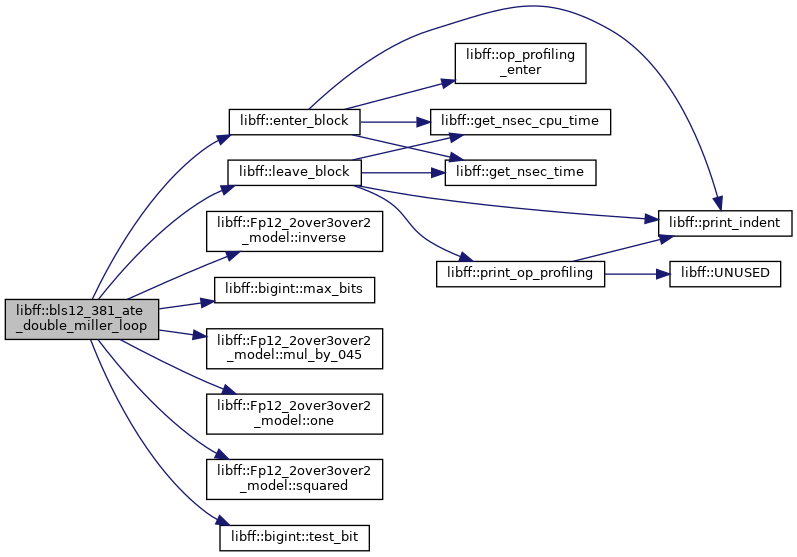 libff::op_profiling
_enter
libff::enter_block
libff::get_nsec_cpu_time
libff::leave_block
libff::get_nsec_time
libff::Fp12_2over3over2
_model::inverse
libff::print_indent
libff::print_op_profiling
libff::UNUSED
libff::bigint::max_bits
libff::bls12_381_ate
_double_miller_loop
libff::Fp12_2over3over2
_model::mul_by_045
libff::Fp12_2over3over2
_model::one
libff::Fp12_2over3over2
_model::squared
libff::bigint::test_bit